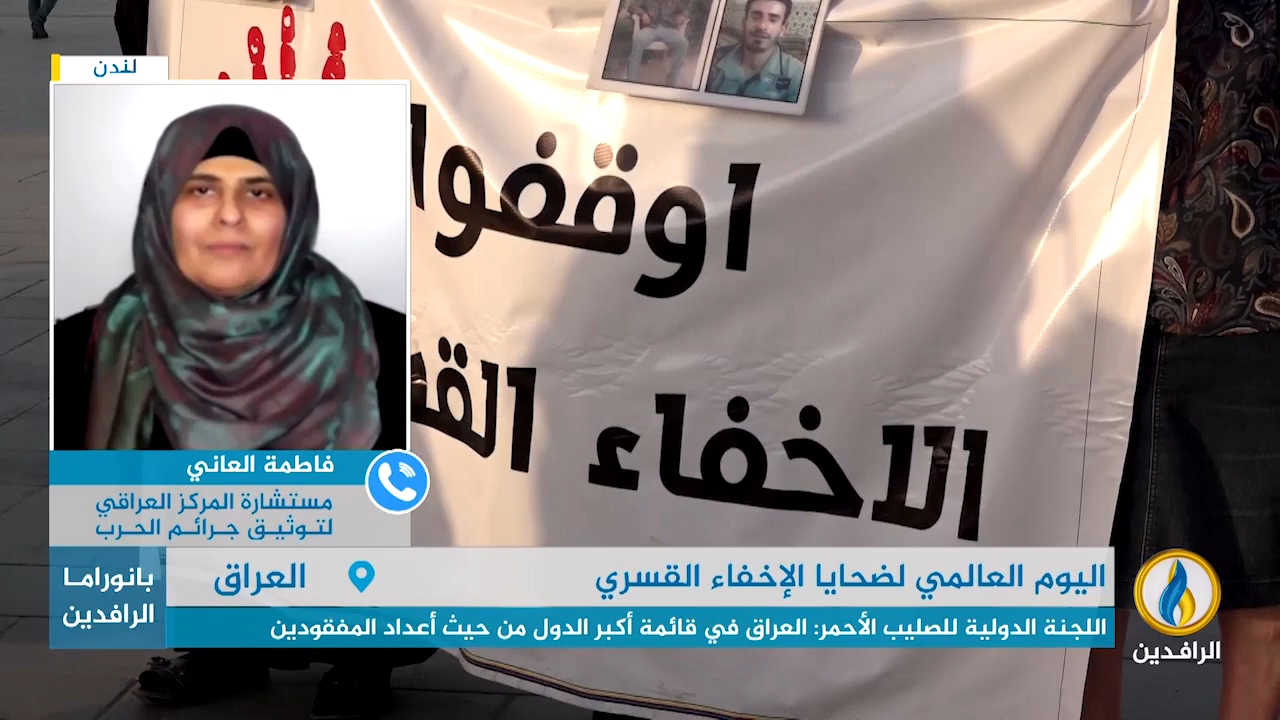 لندن
اوقفوا
الاخفاء
فاطمة العاني
مستشارة المركز العراقي
لتوثيق جرائم الحرب
بانوراما
الرافدين
العراق
اليوم العالمي لضحايا الإخفاء القسري
اللجنة الدولية للصليب الأحمر: العراق في قائمة أكبر الدول من حيث أعداد المفقودين
الرافدين